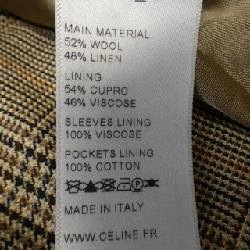 MAIN MATERIAL
52% WOOL
48% LINEN
LINING
54% CUPRO
46% VISCOSE
SLEEVES LINING
100% VISCOSE
POCKETS LINING
100% COTTON
MADE IN ITALY
WWW.CELINE.FR